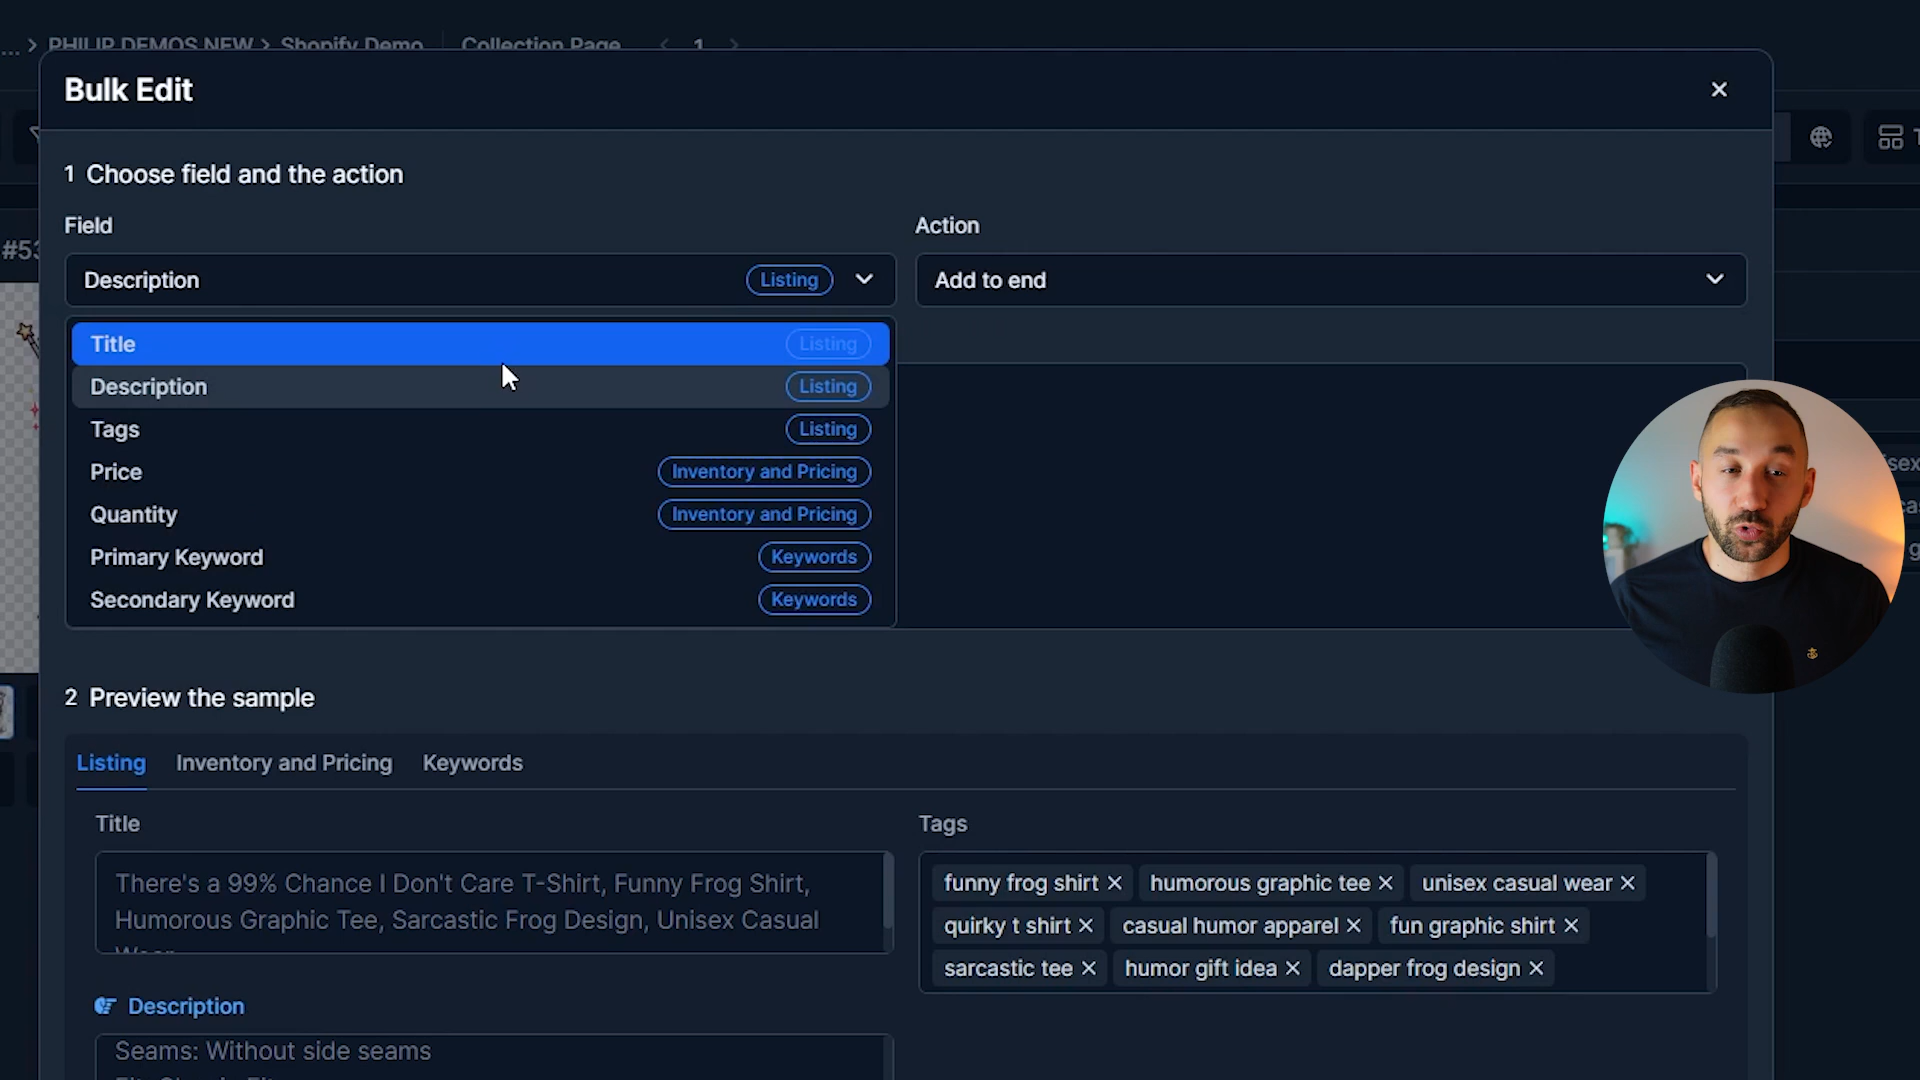 ... > PHILIP DEMOS NEW > Shopify Demo Collection Page < 1 >
Bulk Edit
1 Choose field and the action
Field
Action
#53
Description Listing
Add to end
Title Listing
Description Listing
Tags Listing
Price Inventory and Pricing
Quantity Inventory and Pricing
Primary Keyword Keywords
Secondary Keyword Keywords
2 Preview the sample
Listing Inventory and Pricing Keywords
Title
There's a 99% Chance I Don't Care T-Shirt, Funny Frog Shirt,
Humorous Graphic Tee, Sarcastic Frog Design, Unisex Casual
Tags
funny frog shirt × humorous graphic tee × unisex casual wear ×
quirky t shirt × casual humor apparel × fun graphic shirt ×
sarcastic tee × humor gift idea × dapper frog design ×
Description
Seams: Without side seams